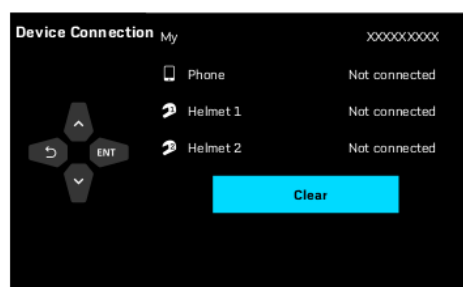 Device Connection
My XXXXXXXXX
Phone Not connected
Helmet 1 Not connected
Helmet 2 Not connected
ENT
Clear